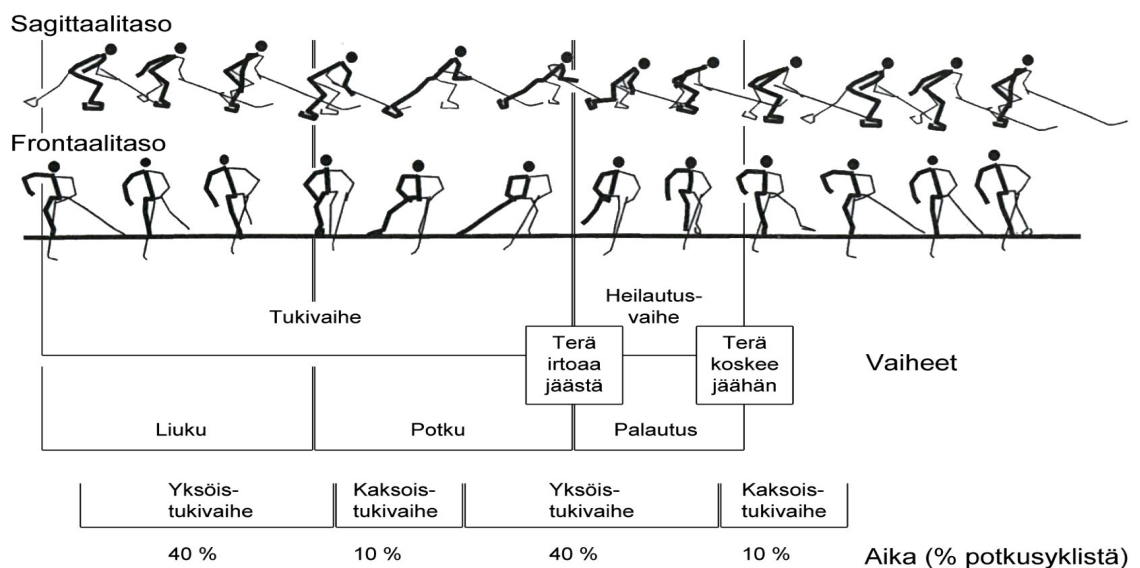 Sagittaalitaso
Frontaalitaso
Tukivaihe
Heilautus-
vaihe
Terä
irtoaa
jäästä
Terä
koskee
jäähän
Vaiheet
Liuku
Potku
Palautus
Yksöis-
tukivaihe
Kaksois-
tukivaihe
Yksöis-
tukivaihe
Kaksois-
tukivaihe
40 %
10 %
40 %
10 %
Aika (% potkusyklistä)